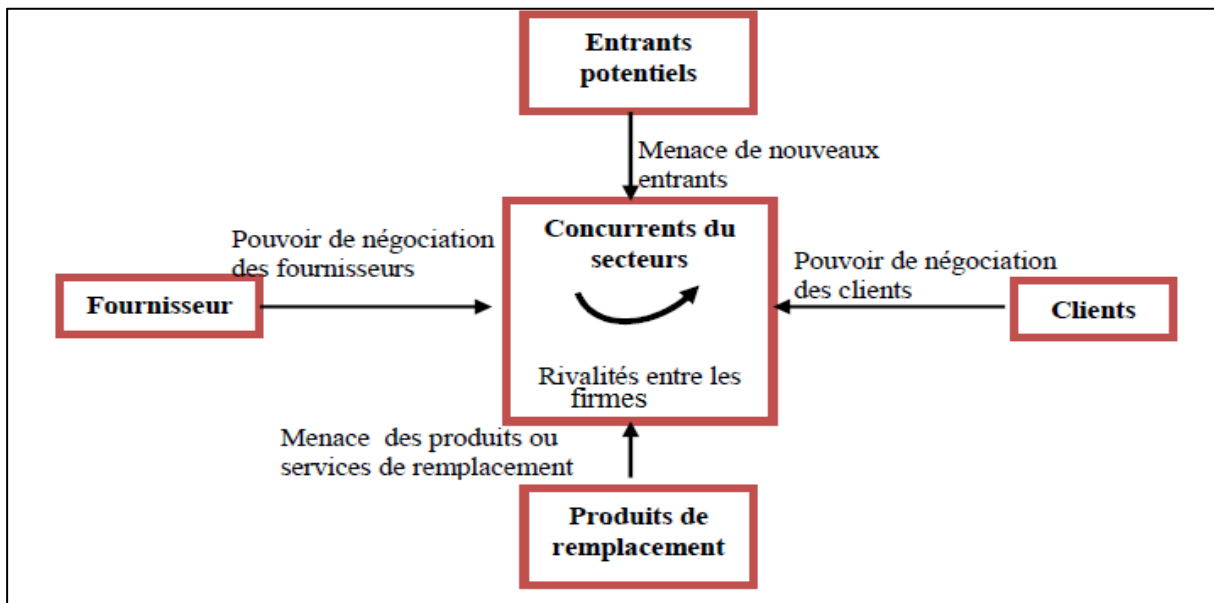 Entrants
potentiels
Menace de nouveaux
entrants
Concurrents du
secteurs
Pouvoir de négociation
des fournisseurs
Pouvoir de négociation
des clients
Fournisseur
Clients
Rivalités entre les
firmes
Menace des produits ou
services de remplacement
Produits de
remplacement